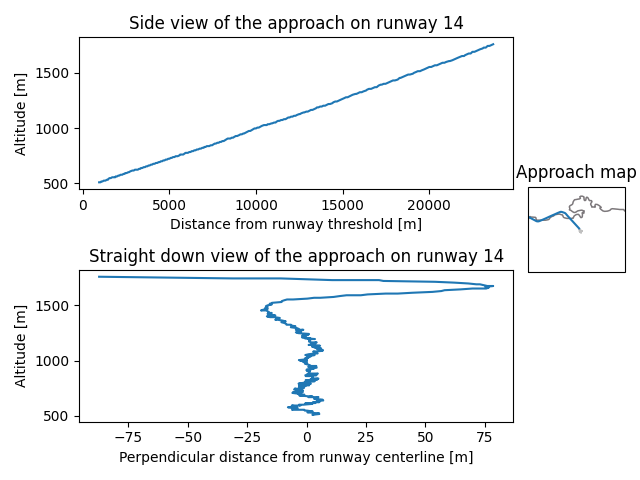 Side view of the approach on runway 14
Altitude [m]
1500
1000
500
0
5000
10000
15000
20000
Distance from runway threshold [m]
Approach map
Straight down view of the approach on runway 14
Altitude [m]
1500
1000
500
−75
−50
−25
0
25
50
75
Perpendicular distance from runway centerline [m]